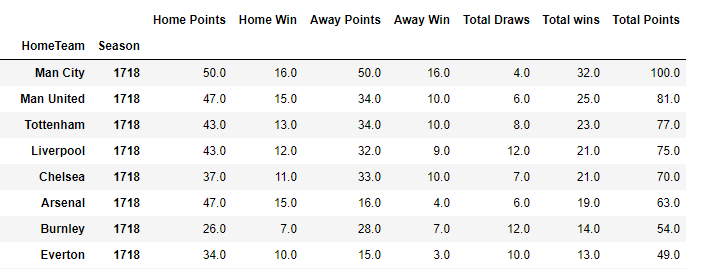 Home Points Home Win Away Points Away Win Total Draws Total wins Total Points
HomeTeam Season
Man City 1718 50.0 16.0 50.0 16.0 4.0 32.0 100.0
Man United 1718 47.0 15.0 34.0 10.0 6.0 25.0 81.0
Tottenham 1718 43.0 13.0 34.0 10.0 8.0 23.0 77.0
Liverpool 1718 43.0 12.0 32.0 9.0 12.0 21.0 75.0
Chelsea 1718 37.0 11.0 33.0 10.0 7.0 21.0 70.0
Arsenal 1718 47.0 15.0 16.0 4.0 6.0 19.0 63.0
Burnley 1718 26.0 7.0 28.0 7.0 12.0 14.0 54.0
Everton 1718 34.0 10.0 15.0 3.0 10.0 13.0 49.0